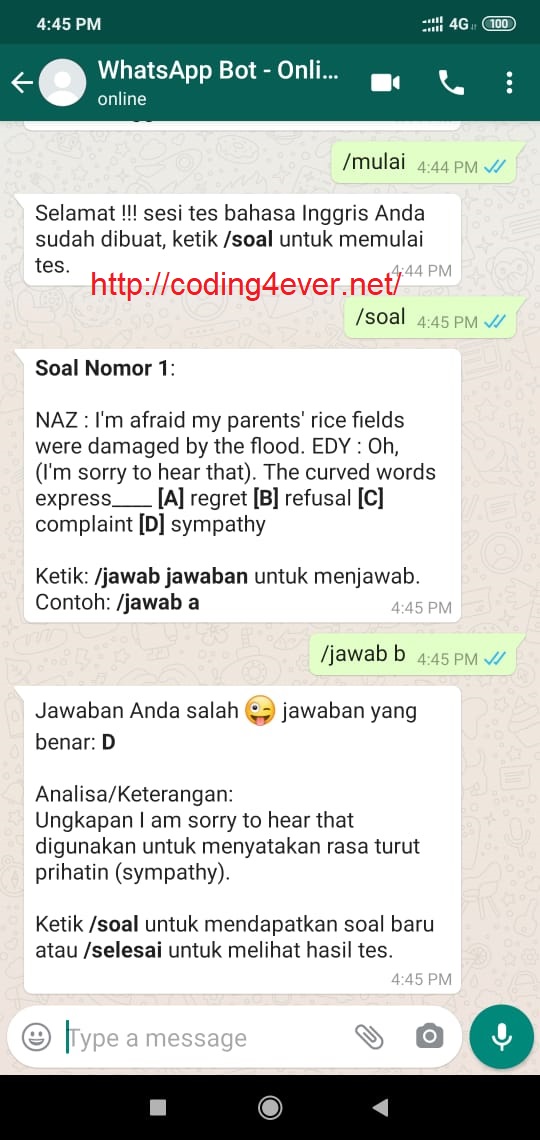 4:45 PM
4G
100
WhatsApp Bot - Onli...
online
/mulai 4:44 PM
Selamat !!! sesi tes bahasa Inggris Anda
sudah dibuat, ketik /soal untuk memulai
tes.
4:44 PM
http://coding4ever.net/
/soal 4:45 PM
Soal Nomor 1:
NAZ : I'm afraid my parents' rice fields
were damaged by the flood. EDY : Oh,
(I'm sorry to hear that). The curved words
express____ [A] regret [B] refusal [C]
complaint [D] sympathy
Ketik: /jawab jawaban untuk menjawab.
Contoh: /jawab a
4:45 PM
/jawab b 4:45 PM
Jawaban Anda salah 😜 jawaban yang
benar: D
Analisa/Keterangan:
Ungkapan I am sorry to hear that
digunakan untuk menyatakan rasa turut
prihatin (sympathy).
Ketik /soal untuk mendapatkan soal baru
atau /selesai untuk melihat hasil tes.
4:45 PM
Type a message